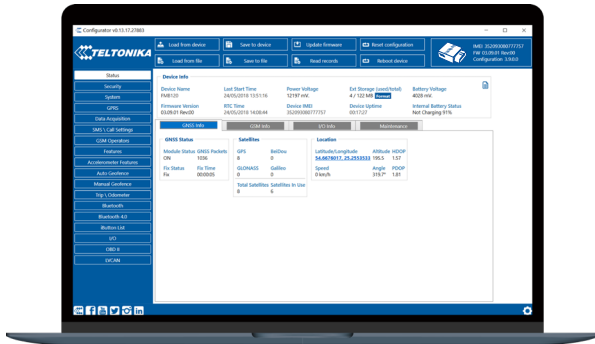 Configurator v0.13.17.27883
TELTONIKA
Load from device
Save to device
Update firmware
Reset configuration
Load from file
Save to file
Read records
Reboot device
IMEI 352093080777757
FW 03.09.01 Rev:00
Configuration 3.9.0.0
Status
Security
System
GPRS
Data Acquisition
SMS \ Call Settings
GSM Operators
Features
Accelerometer Features
Auto Geofence
Manual Geofence
Trip \ Odometer
Bluetooth
Bluetooth 4.0
iButton List
I/O
OBD II
LVCAN
Device Info
Device Name Last Start Time Power Voltage Ext Storage (used/total) Battery Voltage
FMB120 24/05/2018 13:51:16 12197 mV. 4 / 122 MB Format 4028 mV.
Firmware Version RTC Time Device IMEI Device Uptime Internal Battery Status
03.09.01 Rev:00 24/05/2018 14:08:44 352093080777757 00:17:27 Not Charging 91%
GNSS Info GSM Info I/O Info Maintenance
GNSS Status
Module Status GNSS Packets
ON 1036
Fix Status Fix Time
Fix 00:00:05
Satellites
GPS BeiDou
8 0
GLONASS Galileo
0 0
Total Satellites Satellites in Use
8 6
Location
Latitude/Longitude Altitude HDOP
54.6676017, 25.2553533 195.5 1.57
Speed Angle PDOP
0 km/h 319.7° 1.81